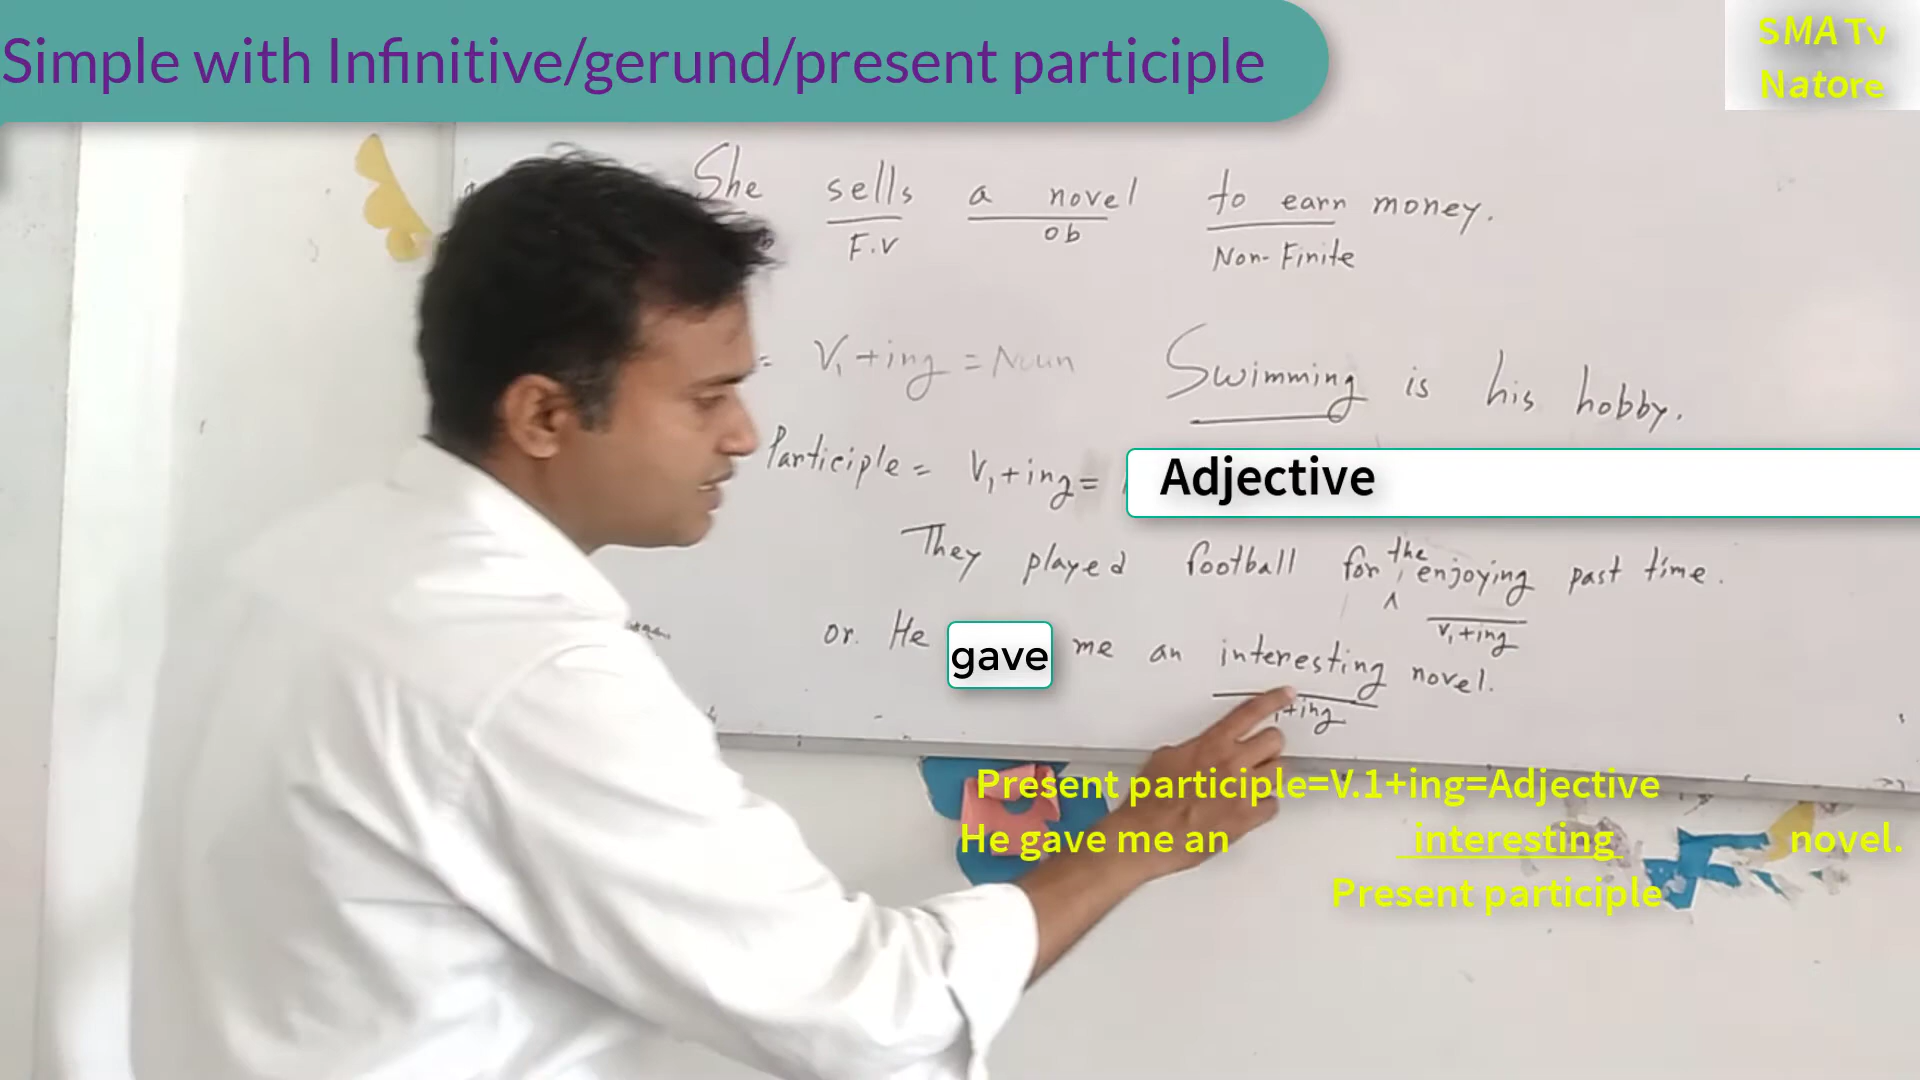 Simple with Infinitive/gerund/present participle
SMA Tv
Natore
She sells a novel to earn money.
F.V ob Non-Finite
= V1+ing = Noun Swimming is his hobby.
Participle = V1+ing = Adjective
They played football for the enjoying past time.
V1+ing
or. He gave me an interesting novel.
+ing
Present participle=V.1+ing=Adjective
He gave me an interesting novel.
Present participle